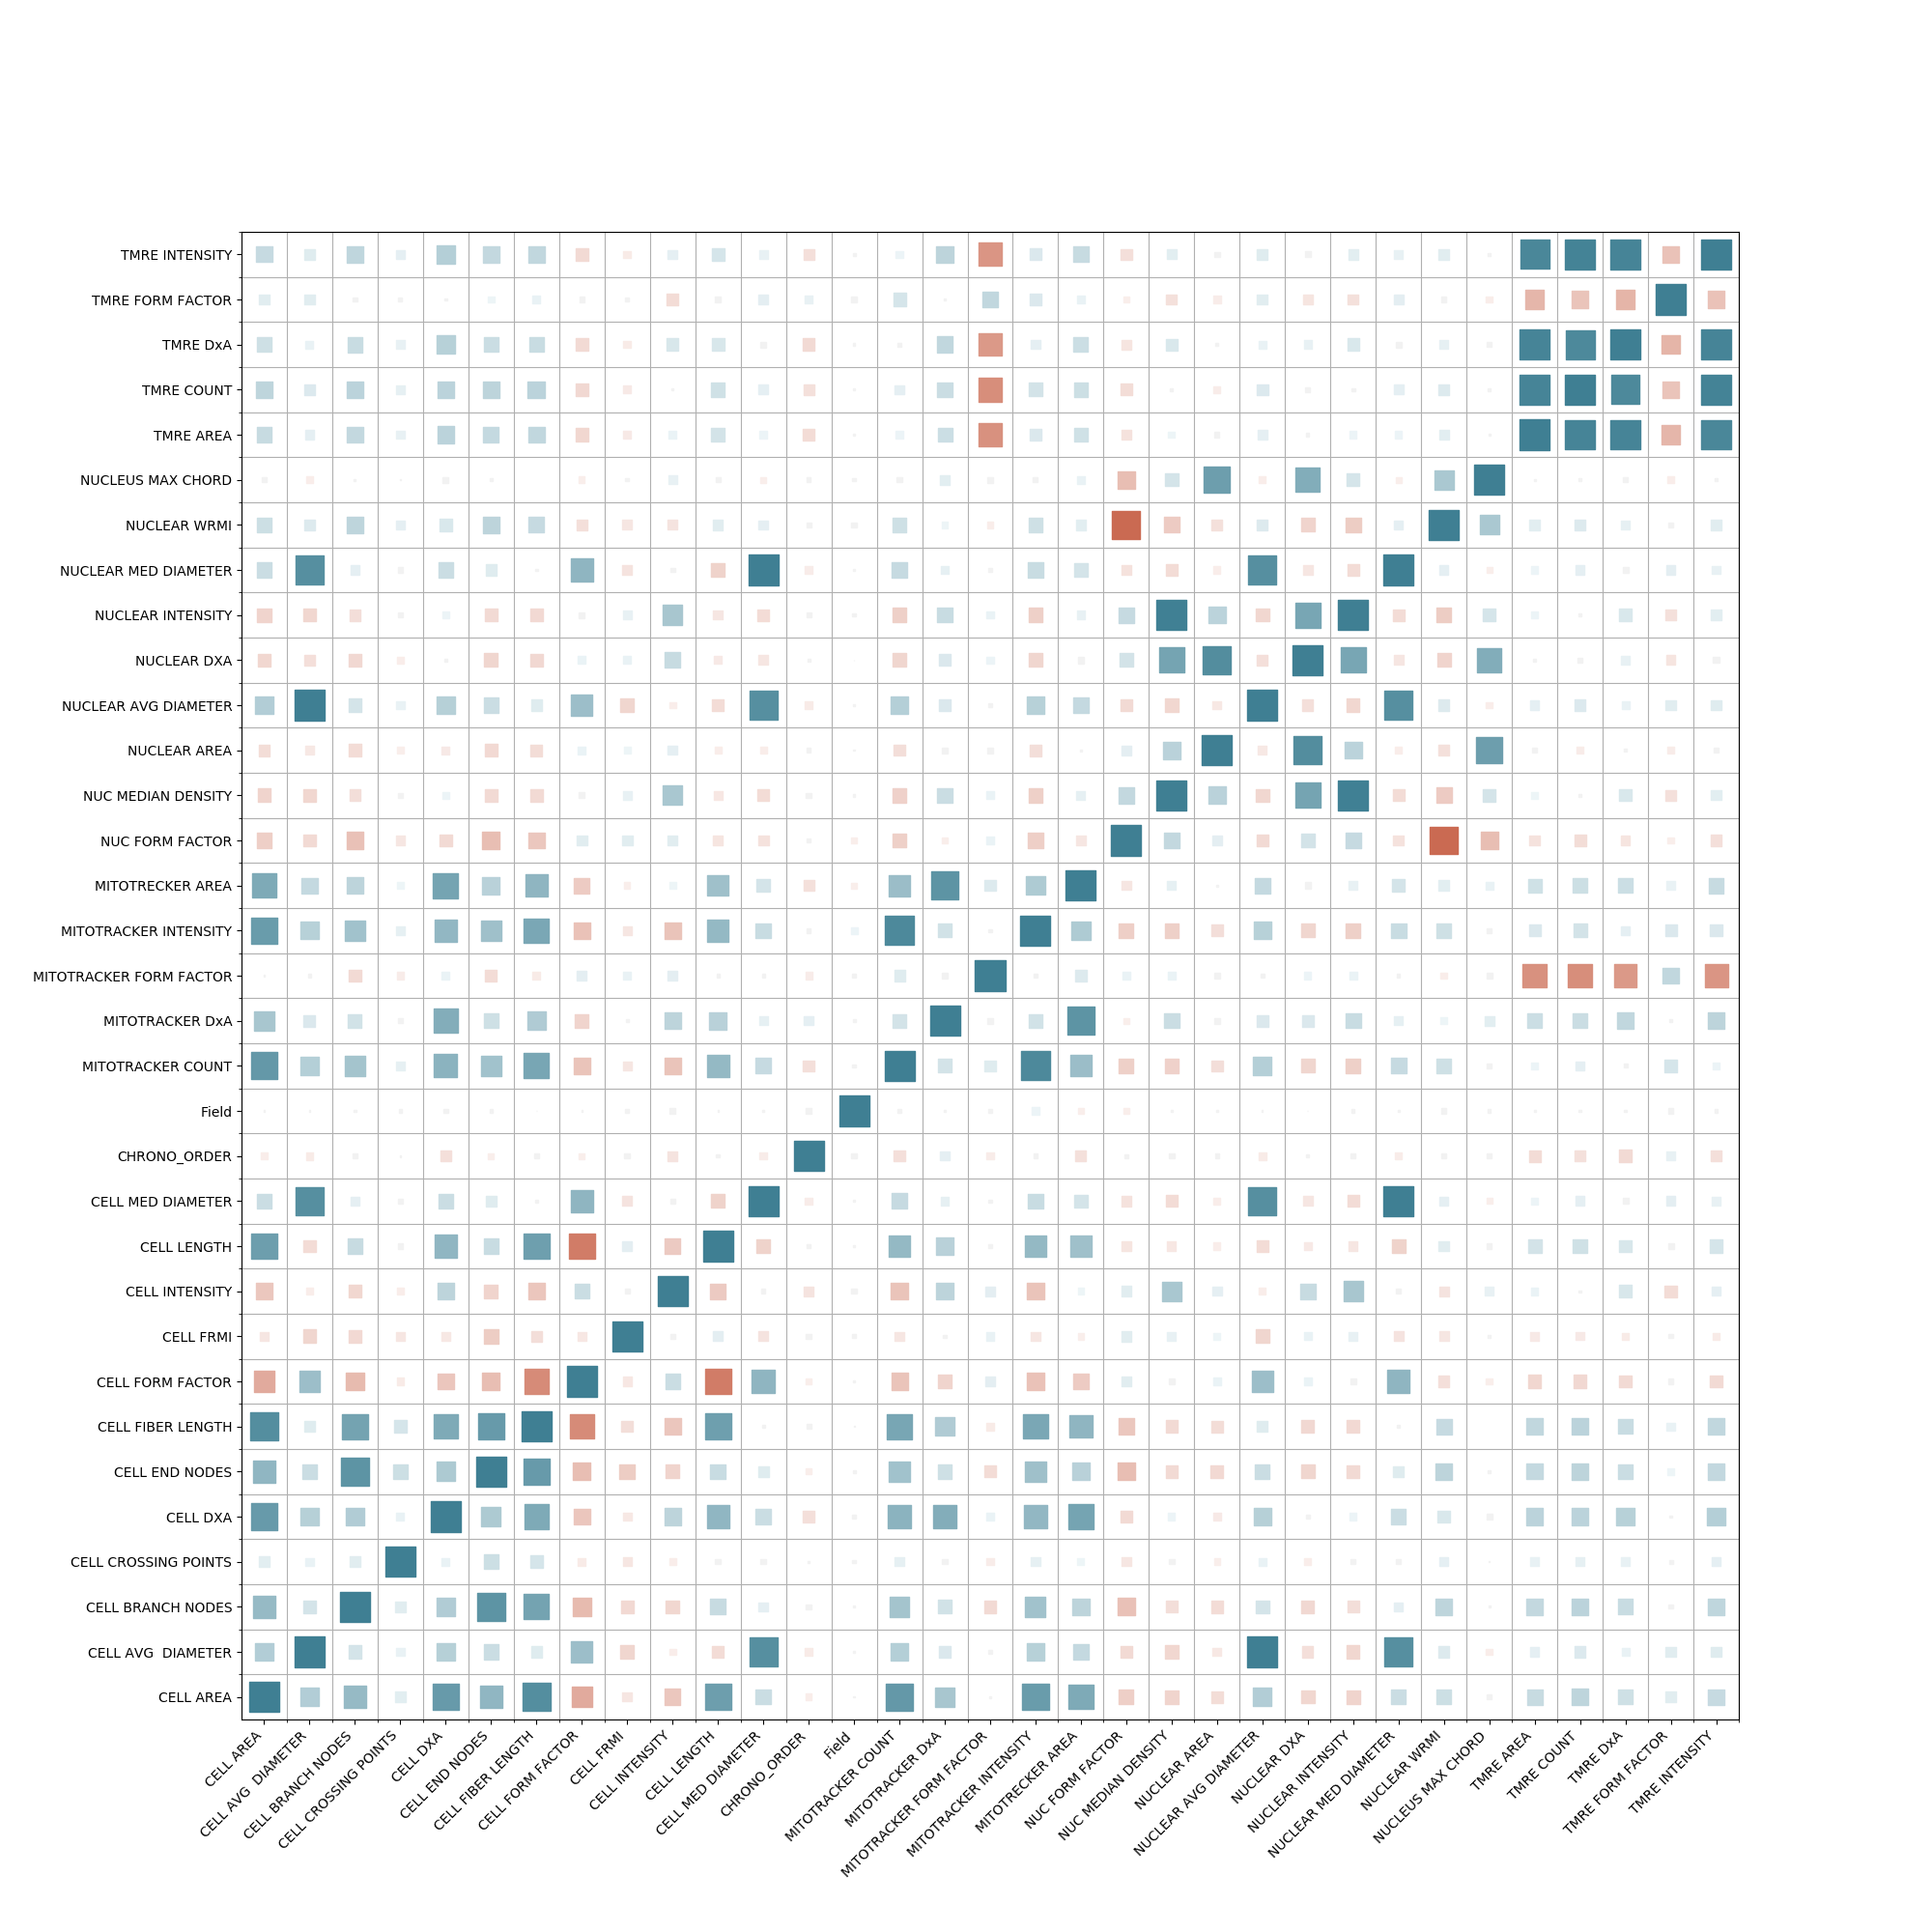 TMRE INTENSITY
TMRE FORM FACTOR
TMRE DxA
TMRE COUNT
TMRE AREA
NUCLEUS MAX CHORD
NUCLEAR WRMI
NUCLEAR MED DIAMETER
NUCLEAR INTENSITY
NUCLEAR DXA
NUCLEAR AVG DIAMETER
NUCLEAR AREA
NUC MEDIAN DENSITY
NUC FORM FACTOR
MITOTRECKER AREA
MITOTRACKER INTENSITY
MITOTRACKER FORM FACTOR
MITOTRACKER DxA
MITOTRACKER COUNT
Field
CHRONO_ORDER
CELL MED DIAMETER
CELL LENGTH
CELL INTENSITY
CELL FRMI
CELL FORM FACTOR
CELL FIBER LENGTH
CELL END NODES
CELL DXA
CELL CROSSING POINTS
CELL BRANCH NODES
CELL AVG  DIAMETER
CELL AREA
CELL AREA
CELL AVG  DIAMETER
CELL BRANCH NODES
CELL CROSSING POINTS
CELL DXA
CELL END NODES
CELL FIBER LENGTH
CELL FORM FACTOR
CELL FRMI
CELL INTENSITY
CELL LENGTH
CELL MED DIAMETER
CHRONO_ORDER
Field
MITOTRACKER COUNT
MITOTRACKER DxA
MITOTRACKER FORM FACTOR
MITOTRACKER INTENSITY
MITOTRECKER AREA
NUC FORM FACTOR
NUC MEDIAN DENSITY
NUCLEAR AREA
NUCLEAR AVG DIAMETER
NUCLEAR DXA
NUCLEAR INTENSITY
NUCLEAR MED DIAMETER
NUCLEAR WRMI
NUCLEUS MAX CHORD
TMRE AREA
TMRE COUNT
TMRE DxA
TMRE FORM FACTOR
TMRE INTENSITY